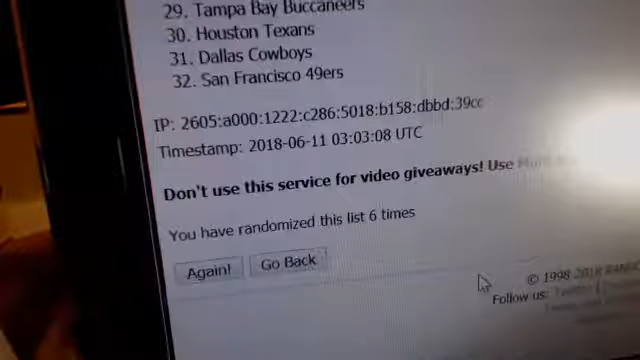 29. Tampa Bay Buccaneers
30. Houston Texans
31. Dallas Cowboys
32. San Francisco 49ers
IP: 2605:a000:1222:c286:5018:b158:dbbd:39cc
Timestamp: 2018-06-11 03:03:08 UTC
Don't use this service for video giveaways! Use
You have randomized this list 6 times
Again! Go Back
© 1998-2018
Follow us: